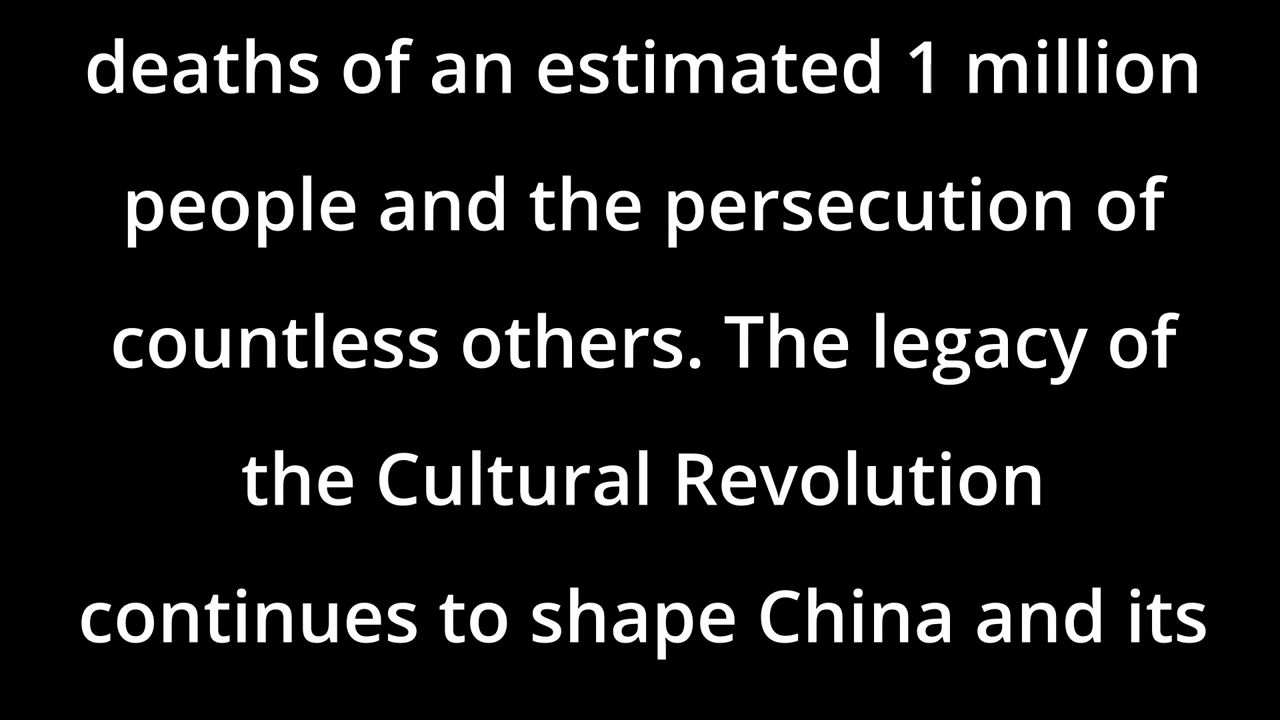 deaths of an estimated 1 million
people and the persecution of
countless others. The legacy of
the Cultural Revolution
continues to shape China and its